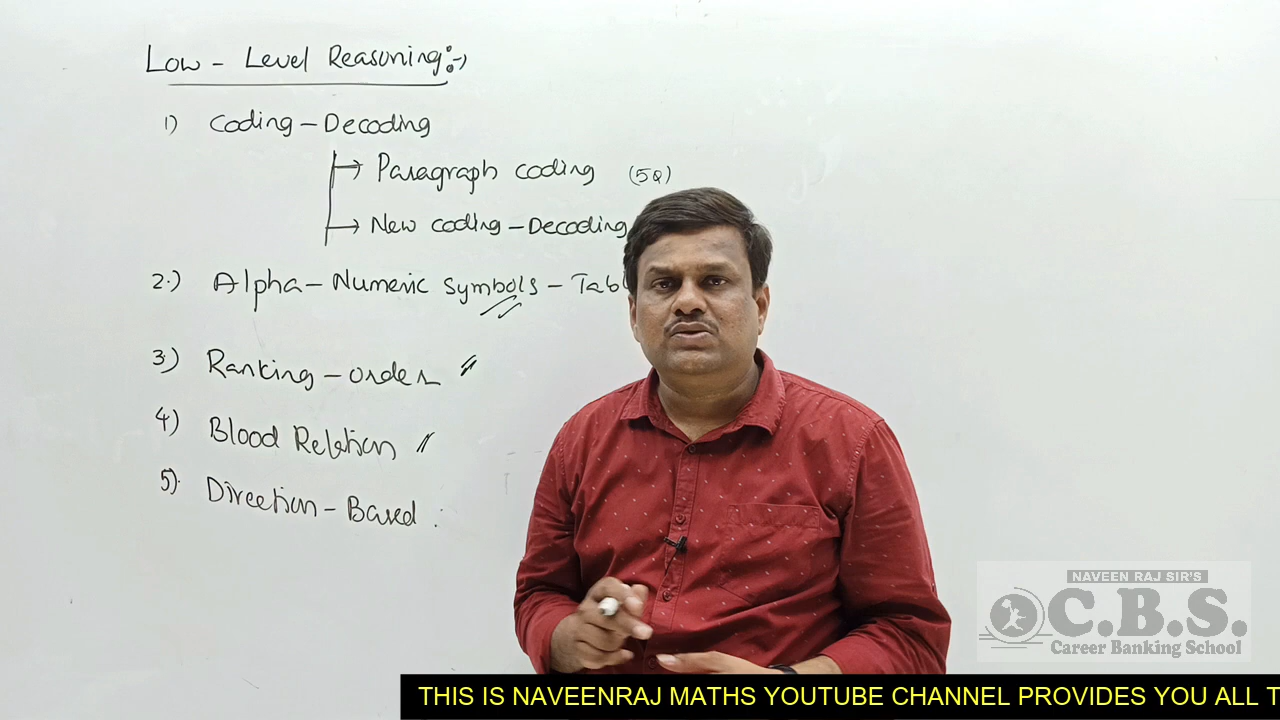 Low - Level Reasoning:-)
1) Coding - Decoding
→ Paragraph coding (5Q)
→ New coding - Decoding
2.) Alpha - Numeric symbols - Tab
3) Ranking - order
4) Blood Relation
5). Direction - Based :
NAVEEN RAJ SIR'S
C.B.S.
Career Banking School
THIS IS NAVEENRAJ MATHS YOUTUBE CHANNEL PROVIDES YOU ALL T